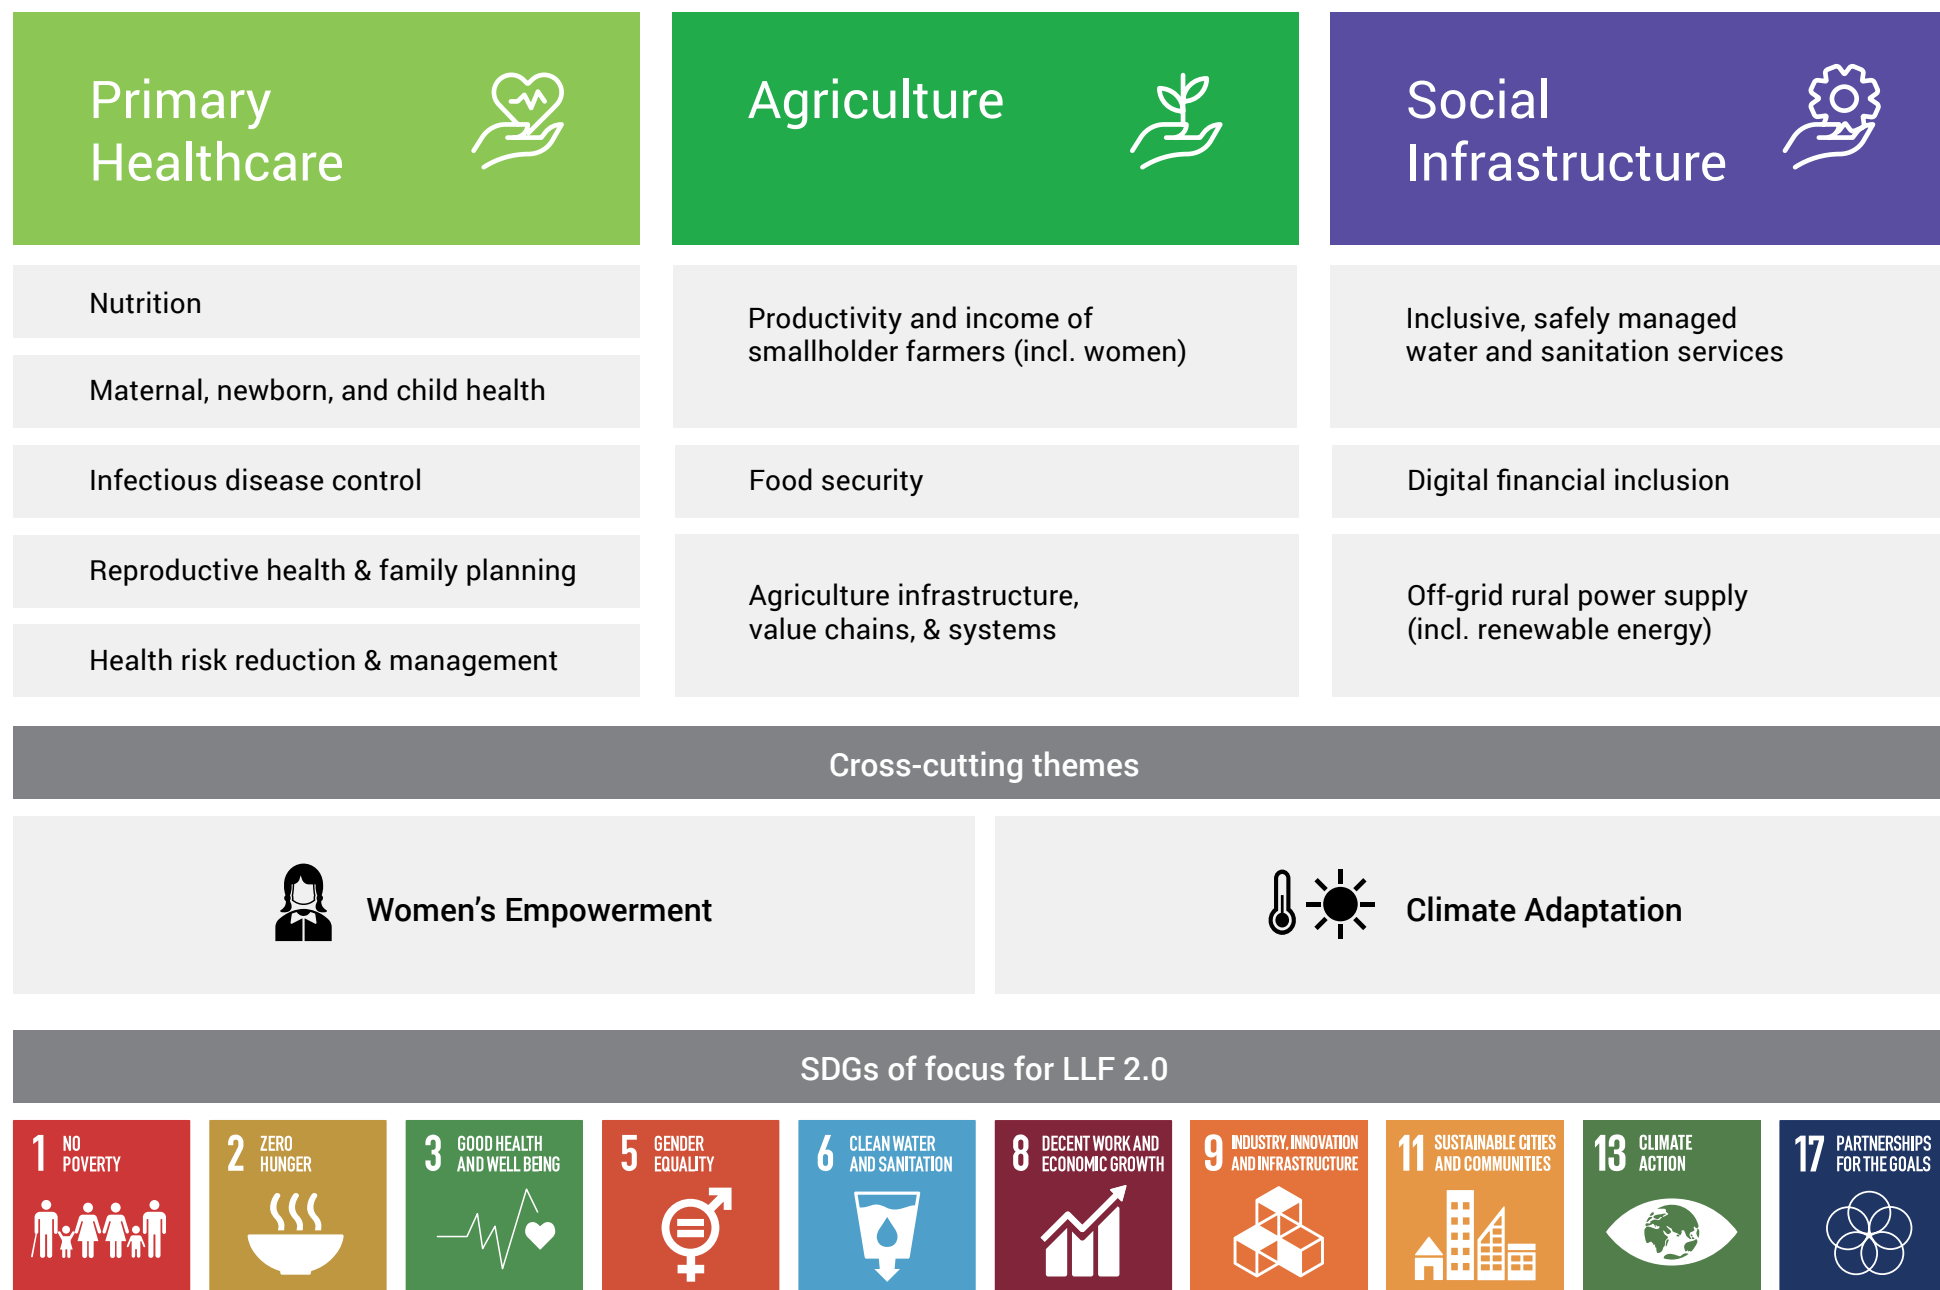 Primary
Healthcare
Nutrition
Maternal, newborn, and child health
Infectious disease control
Reproductive health & family planning
Health risk reduction & management
Agriculture
Productivity and income of
smallholder farmers (incl. women)
Food security
Agriculture infrastructure,
value chains, & systems
Social
Infrastructure
Inclusive, safely managed
water and sanitation services
Digital financial inclusion
Off-grid rural power supply
(incl. renewable energy)
Cross-cutting themes
Women's Empowerment
Climate Adaptation
SDGs of focus for LLF 2.0
1 NO
POVERTY
2 ZERO
HUNGER
3 GOOD HEALTH
AND WELL BEING
5 GENDER
EQUALITY
6 CLEAN WATER
AND SANITATION
8 DECENT WORK AND
ECONOMIC GROWTH
9 INDUSTRY, INNOVATION
AND INFRASTRUCTURE
11 SUSTAINABLE CITIES
AND COMMUNITIES
13 CLIMATE
ACTION
17 PARTNERSHIPS
FOR THE GOALS